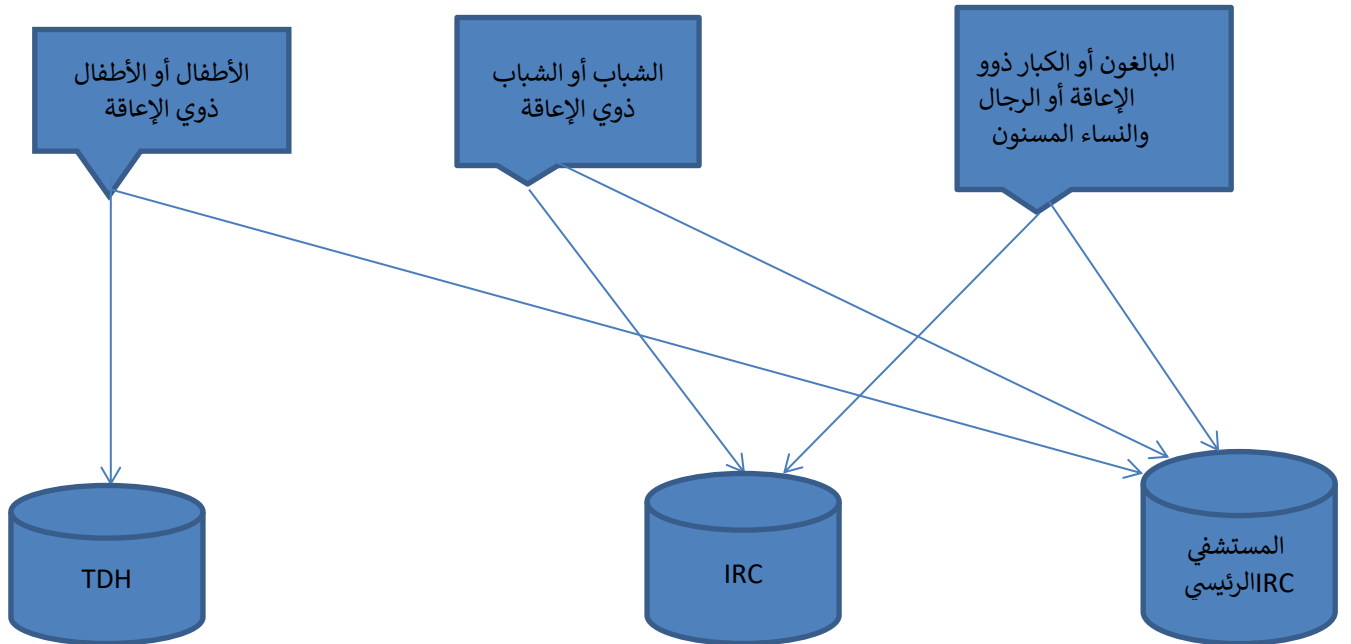 البالغون أو الكبار ذوو
الإعاقة أو الرجال
والنساء المسنون
الشباب أو الشباب
ذوي الإعاقة
الأطفال أو الأطفال
ذوي الإعاقة
المستشفي
الرئيسيIRC
IRC
TDH